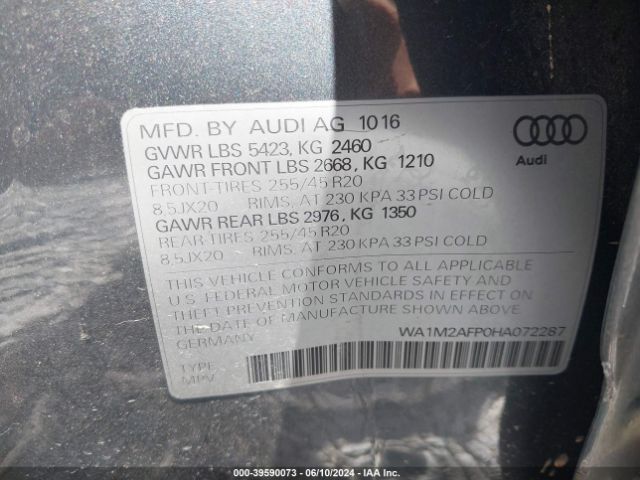 MFD. BY AUDI AG 10 16
GVWR LBS 5423, KG 2460
GAWR FRONT LBS 2668, KG 1210
FRONT-TIRES 255/45 R20
8,5JX20 RIMS, AT 230 KPA 33 PSI COLD
GAWR REAR LBS 2976, KG 1350
REAR-TIRES 255/45 R20
8,5JX20 RIMS, AT 230 KPA 33 PSI COLD
Audi
THIS VEHICLE CONFORMS TO ALL APPLICABLE
U.S. FEDERAL MOTOR VEHICLE SAFETY AND
THEFT PREVENTION STANDARDS IN EFFECT ON
THE DATE OF MANUFACTURE SHOWN ABOVE.
GERMANY
WA1M2AFP0HA072287
TYPE
MPV
000-39590073 - 06/10/2024 - IAA Inc.